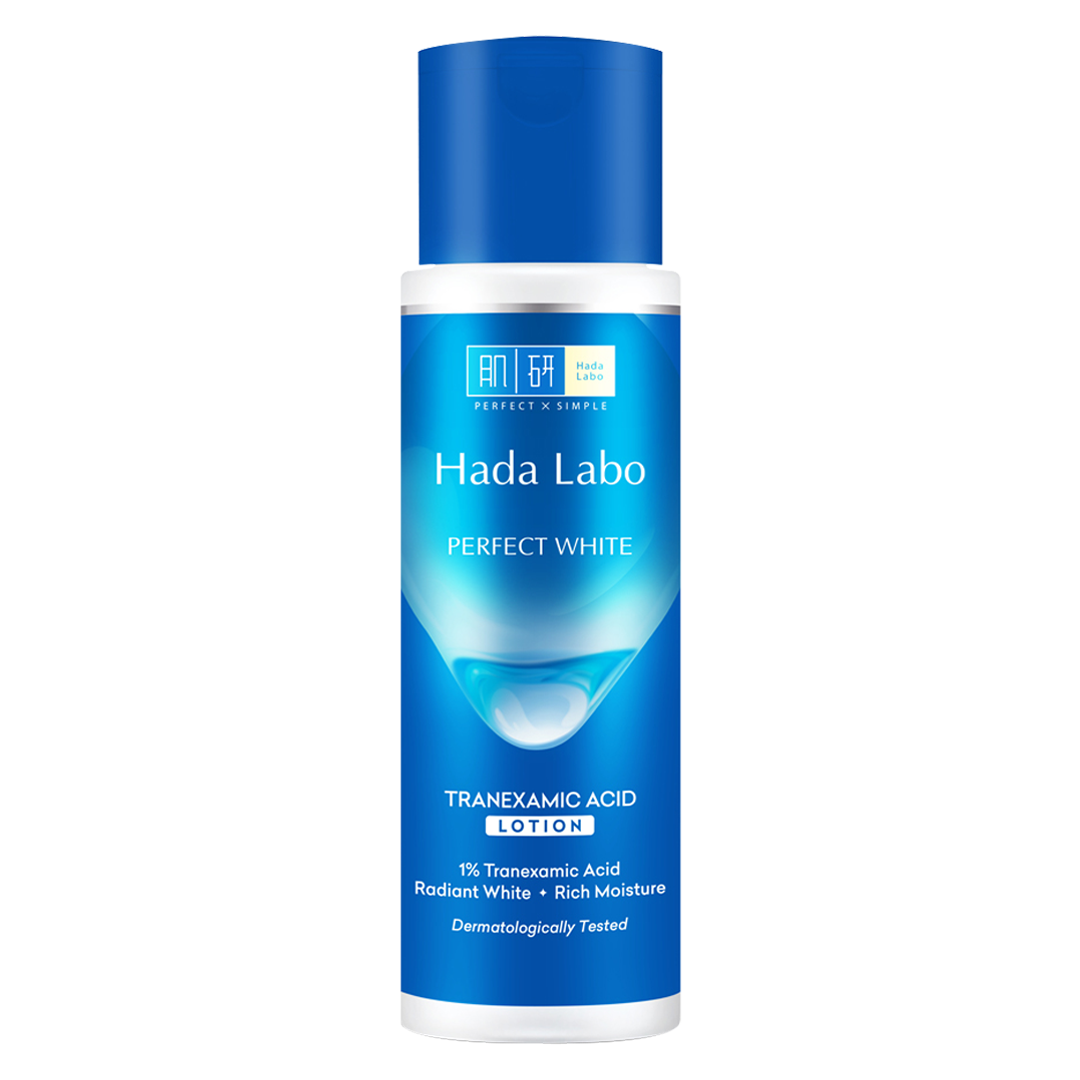 肌研 Hada
Labo
PERFECT × SIMPLE
Hada Labo
PERFECT WHITE
TRANEXAMIC ACID
LOTION
1% Tranexamic Acid
Radiant White + Rich Moisture
Dermatologically Tested